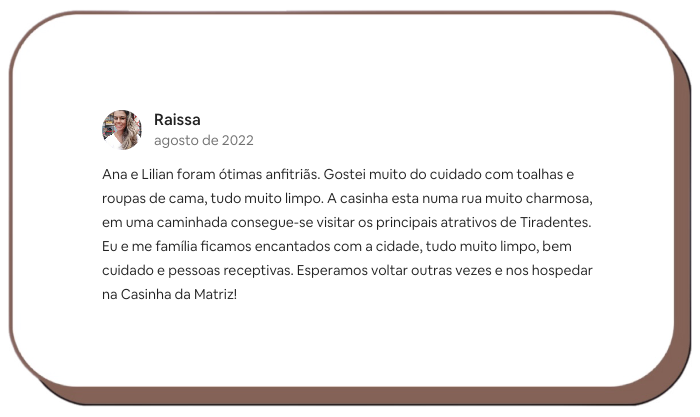 Raissa
agosto de 2022
Ana e Lilian foram ótimas anfitriãs. Gostei muito do cuidado com toalhas e
roupas de cama, tudo muito limpo. A casinha esta numa rua muito charmosa,
em uma caminhada consegue-se visitar os principais atrativos de Tiradentes.
Eu e me família ficamos encantados com a cidade, tudo muito limpo, bem
cuidado e pessoas receptivas. Esperamos voltar outras vezes e nos hospedar
na Casinha da Matriz!